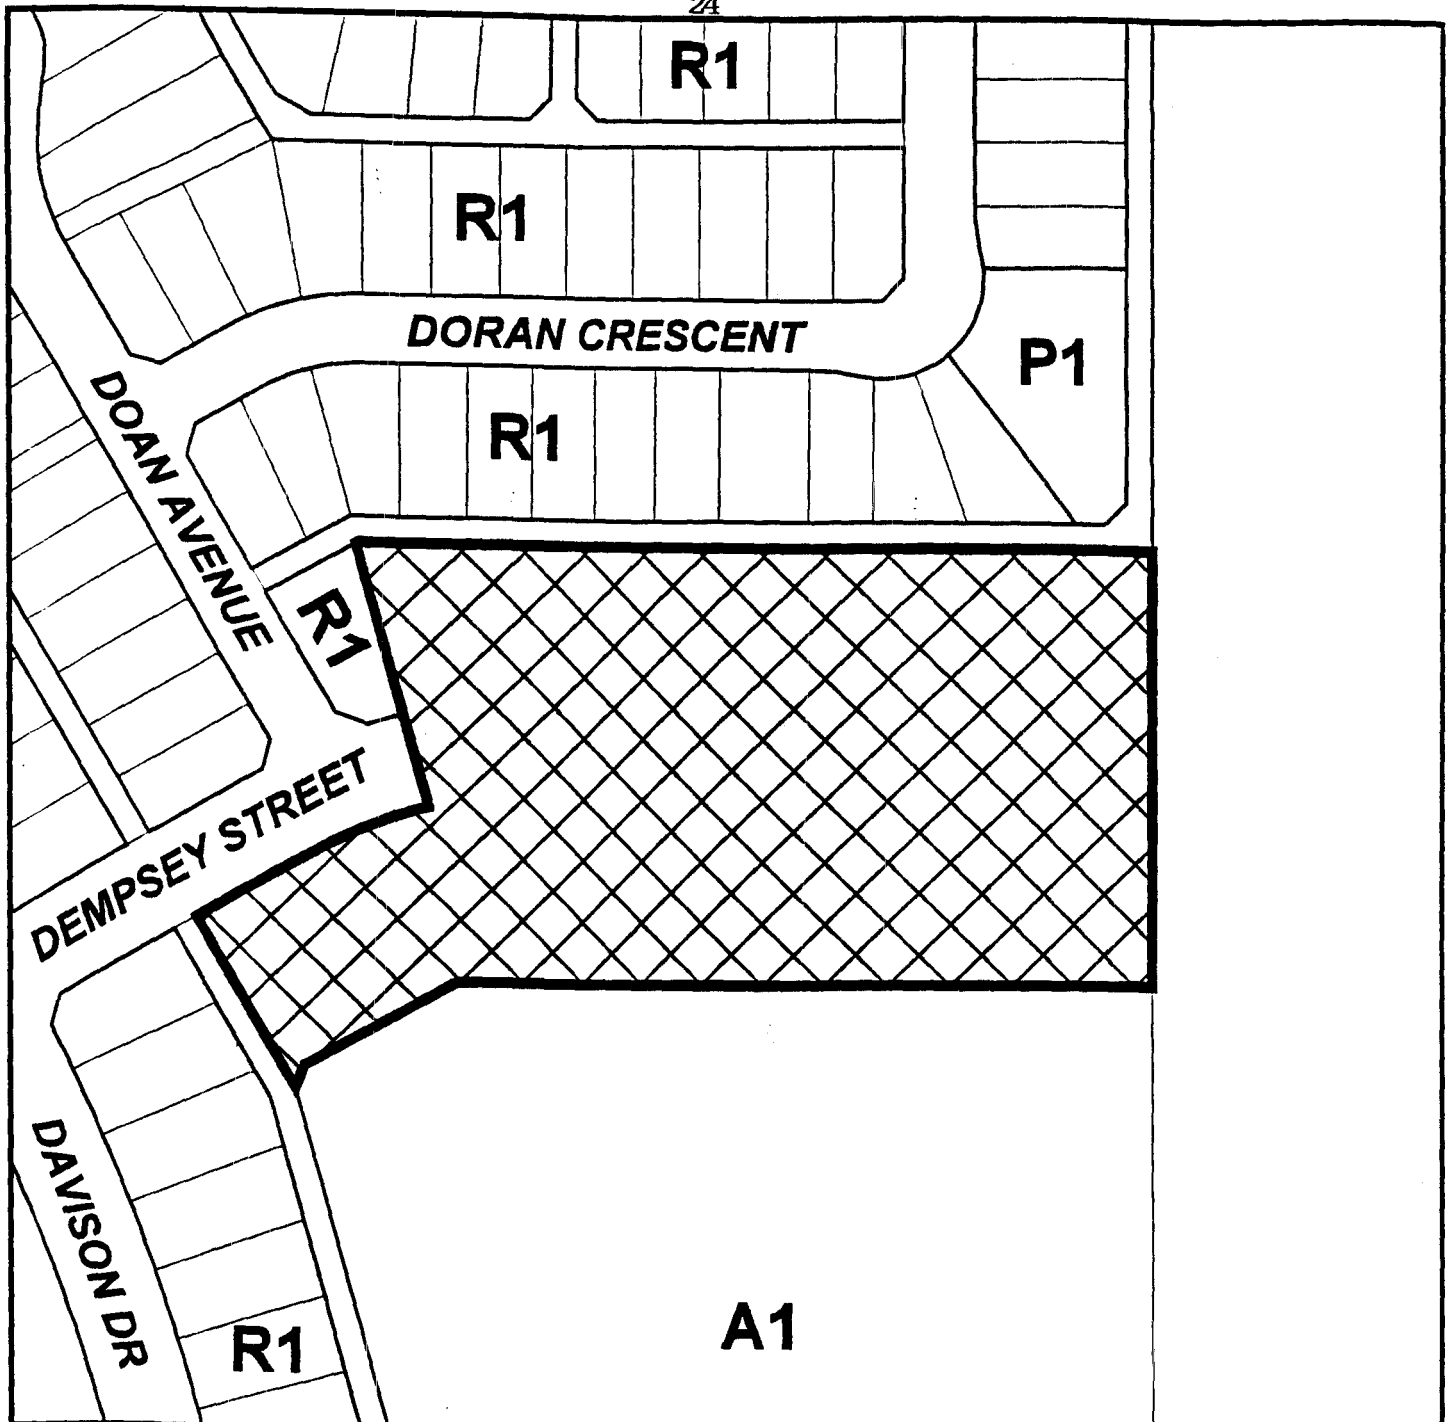 24
R1
R1
DORAN CRESCENT
P1
DOAN AVENUE
R1
R1
DEMPSEY STREET
DAVISON DR
R1
A1